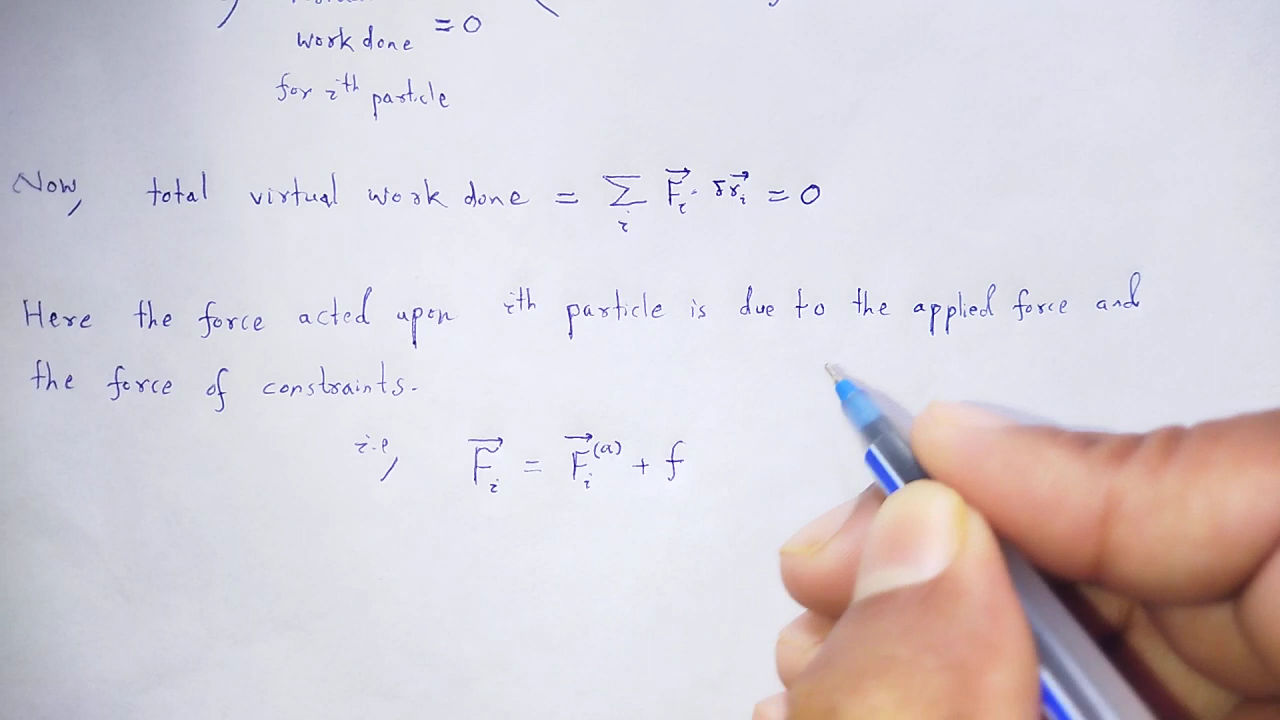 = 0
work done
for ith particle
Now, total virtual work done = ∑ᵢ F⃗ᵢ · δr⃗ᵢ = 0
Here the force acted upon ith particle is due to the applied force and
the force of constraints.
i.e, F⃗ᵢ = F⃗ᵢ⁽ᵃ⁾ + f